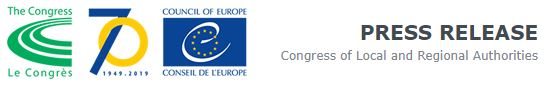 The Congress
Le Congrès
70
1949.2019
COUNCIL OF EUROPE
CONSEIL DE L'EUROPE
PRESS RELEASE
Congress of Local and Regional Authorities